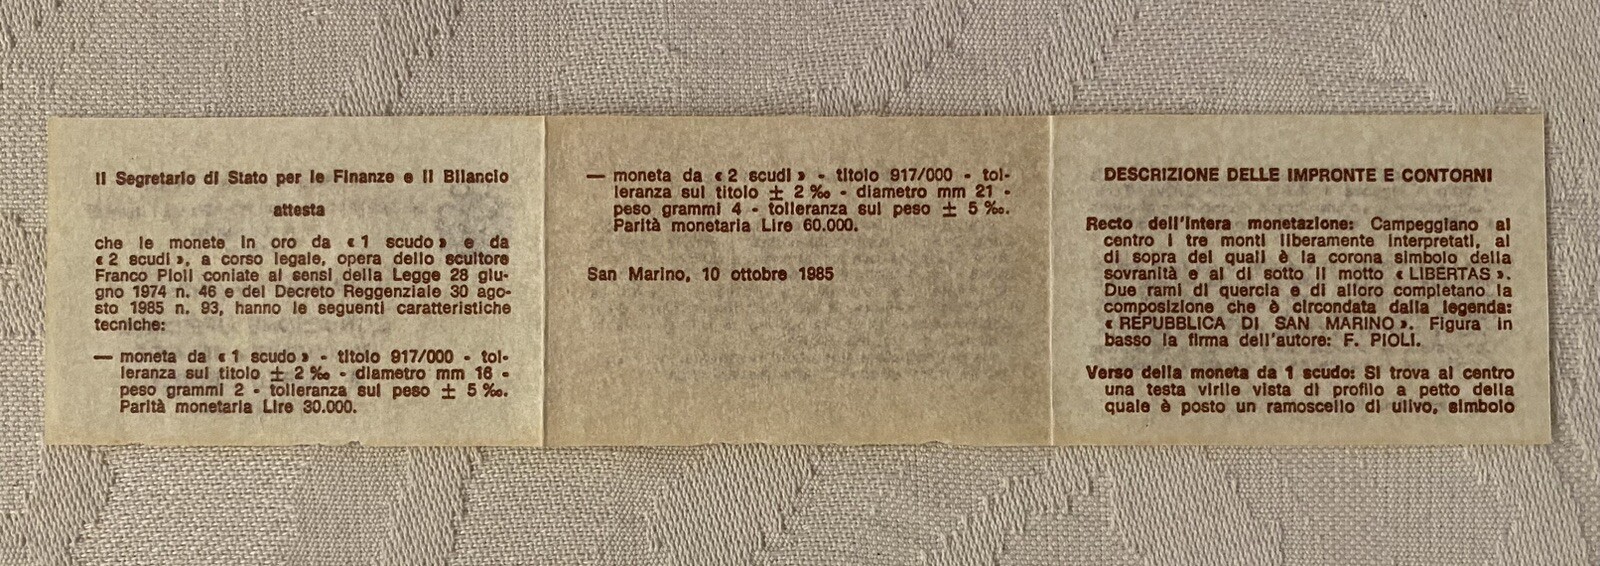 Il Segretario di Stato per le Finanze e il Bilancio
attesta
che le monete in oro da « 1 scudo » e da
« 2 scudi », a corso legale, opera dello scultore
Franco Pioli coniate ai sensi della Legge 28 giu-
gno 1974 n. 46 e del Decreto Reggenziale 30 ago-
sto 1985 n. 93, hanno le seguenti caratteristiche
tecniche:
— moneta da « 1 scudo » - titolo 917/000 - tol-
leranza sul titolo ± 2 ‰ - diametro mm 16 -
peso grammi 2 - tolleranza sul peso ± 5 ‰.
Parità monetaria Lire 30.000.
— moneta da « 2 scudi » - titolo 917/000 - tol-
leranza sul titolo ± 2 ‰ - diametro mm 21 -
peso grammi 4 - tolleranza sul peso ± 5 ‰.
Parità monetaria Lire 60.000.
San Marino, 10 ottobre 1985
DESCRIZIONE DELLE IMPRONTE E CONTORNI
Recto dell'intera monetazione: Campeggiano al
centro i tre monti liberamente interpretati, al
di sopra dei quali è la corona simbolo della
sovranità e al di sotto il motto « LIBERTAS ».
Due rami di quercia e di alloro completano la
composizione che è circondata dalla legenda:
« REPUBBLICA DI SAN MARINO ». Figura in
basso la firma dell'autore: F. PIOLI.
Verso della moneta da 1 scudo: Si trova al centro
una testa virile vista di profilo a petto della
quale è posto un ramoscello di ulivo, simbolo